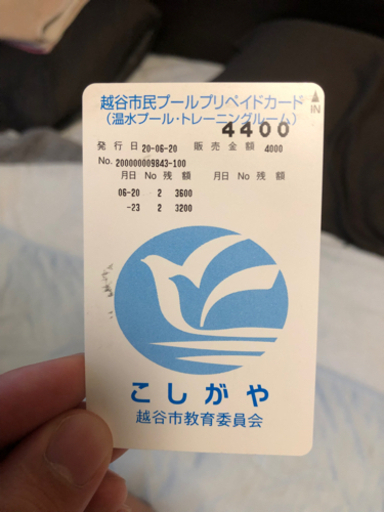 越谷市民プールプリペイドカード
IN
(温水プール・トレーニングルーム)
4400
発行日 20-06-20 販売金額 4000
No. 200000009843-100
月日 No 残額 月日 No 残額
06-20 2 3600
-23 2 3200
こしがや
越谷市教育委員会